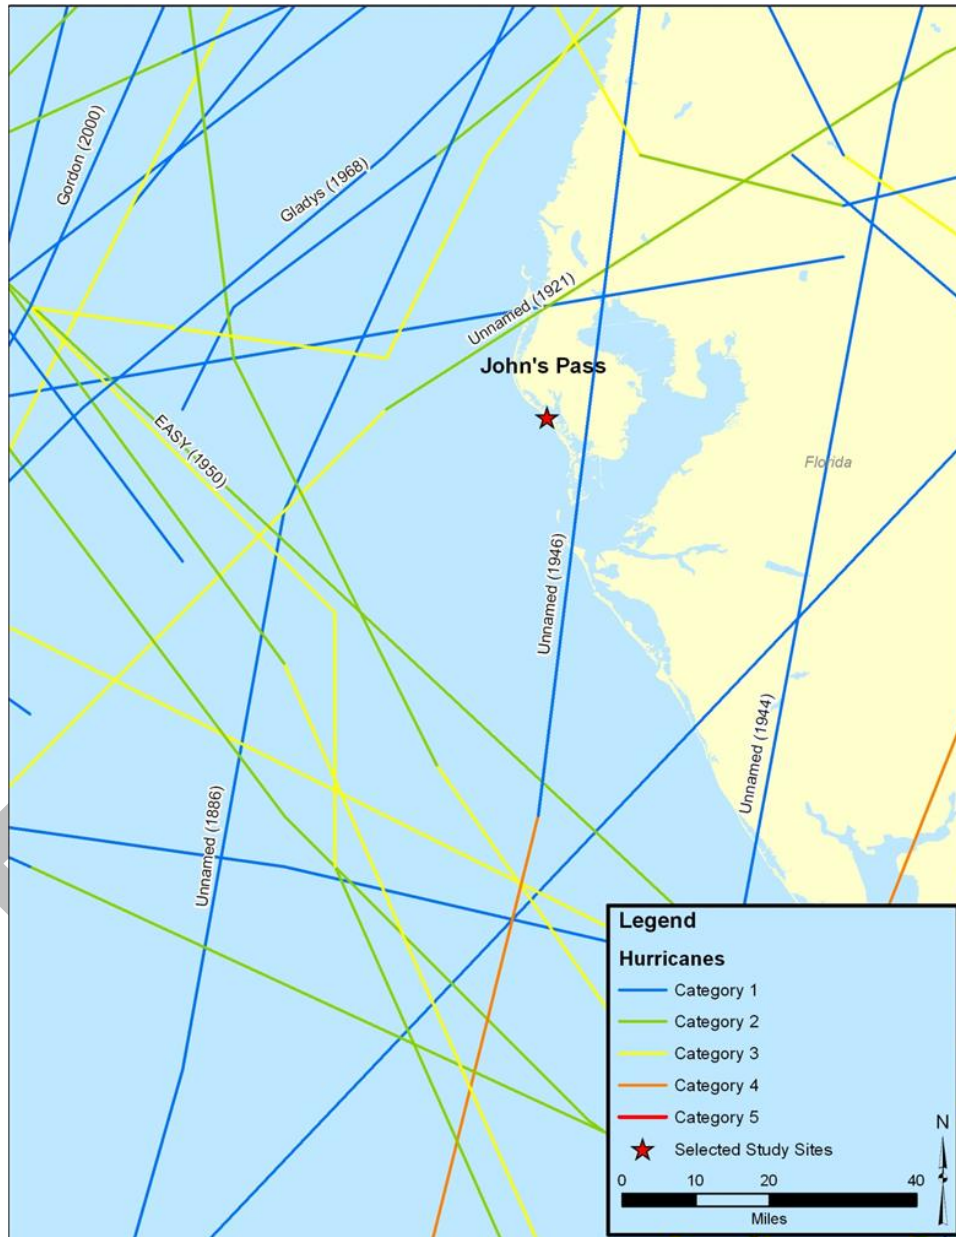 Gordon (2000)
Gladys (1968)
Unnamed (1921)
John's Pass
EASY (1950)
Florida
Unnamed (1946)
Unnamed (1944)
Unnamed (1886)
Legend
Hurricanes
Category 1
Category 2
Category 3
Category 4
Category 5
Selected Study Sites
N
0 10 20 40
Miles